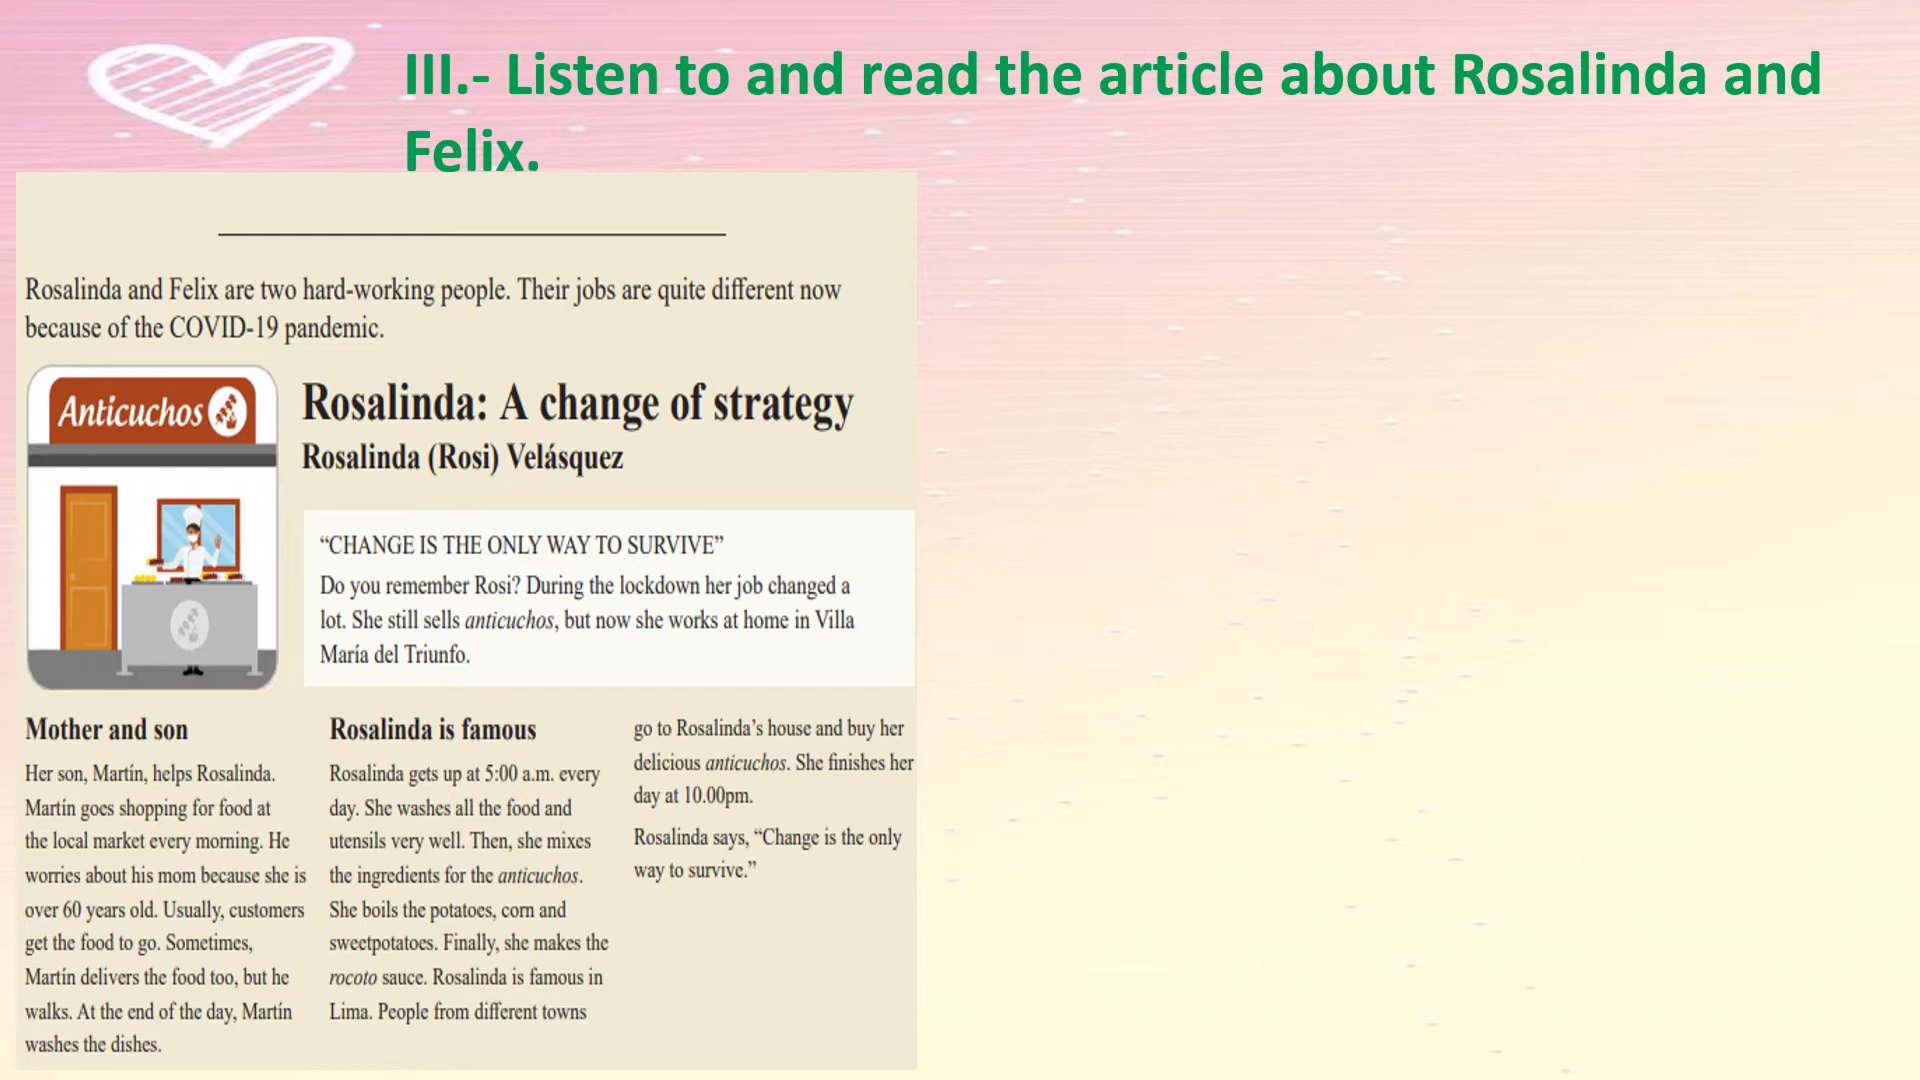 III.- Listen to and read the article about Rosalinda and
Felix.
Rosalinda and Felix are two hard-working people. Their jobs are quite different now
because of the COVID-19 pandemic.
Anticuchos
Rosalinda: A change of strategy
Rosalinda (Rosi) Velásquez
“CHANGE IS THE ONLY WAY TO SURVIVE”
Do you remember Rosi? During the lockdown her job changed a
lot. She still sells anticuchos, but now she works at home in Villa
María del Triunfo.
Mother and son
Her son, Martín, helps Rosalinda.
Martín goes shopping for food at
the local market every morning. He
worries about his mom because she is
over 60 years old. Usually, customers
get the food to go. Sometimes,
Martín delivers the food too, but he
walks. At the end of the day, Martín
washes the dishes.
Rosalinda is famous
Rosalinda gets up at 5:00 a.m. every
day. She washes all the food and
utensils very well. Then, she mixes
the ingredients for the anticuchos.
She boils the potatoes, corn and
sweetpotatoes. Finally, she makes the
rocoto sauce. Rosalinda is famous in
Lima. People from different towns
go to Rosalinda’s house and buy her
delicious anticuchos. She finishes her
day at 10.00pm.
Rosalinda says, “Change is the only
way to survive.”